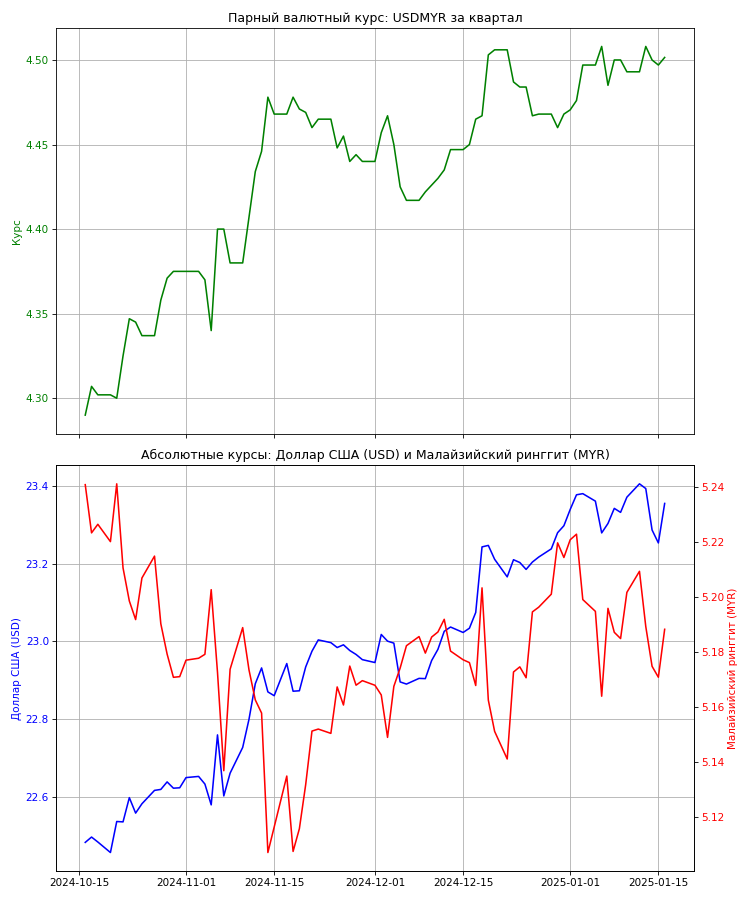 Парный валютный курс: USDMYR за квартал
4.50
4.45
4.40
4.35
4.30
Курс
Абсолютные курсы: Доллар США (USD) и Малайзийский ринггит (MYR)
23.4
23.2
23.0
22.8
22.6
Доллар США (USD)
5.24
5.22
5.20
5.18
5.16
5.14
5.12
Малайзийский ринггит (MYR)
2024-10-15 2024-11-01 2024-11-15 2024-12-01 2024-12-15 2025-01-01 2025-01-15